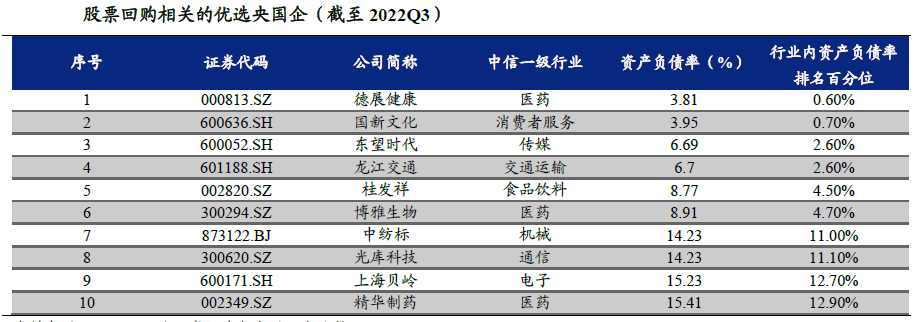 股票回购相关的优选央国企（截至 2022Q3）
序号 证券代码 公司简称 中信一级行业 资产负债率（%） 行业内资产负债率排名百分位
1 000813.SZ 德展健康 医药 3.81 0.60%
2 600636.SH 国新文化 消费者服务 3.95 0.70%
3 600052.SH 东望时代 传媒 6.69 2.60%
4 601188.SH 龙江交通 交通运输 6.7 2.60%
5 002820.SZ 桂发祥 食品饮料 8.77 4.50%
6 300294.SZ 博雅生物 医药 8.91 4.70%
7 873122.BJ 中纺标 机械 14.23 11.00%
8 300620.SZ 光库科技 通信 14.23 11.10%
9 600171.SH 上海贝岭 电子 15.23 12.70%
10 002349.SZ 精华制药 医药 15.41 12.90%